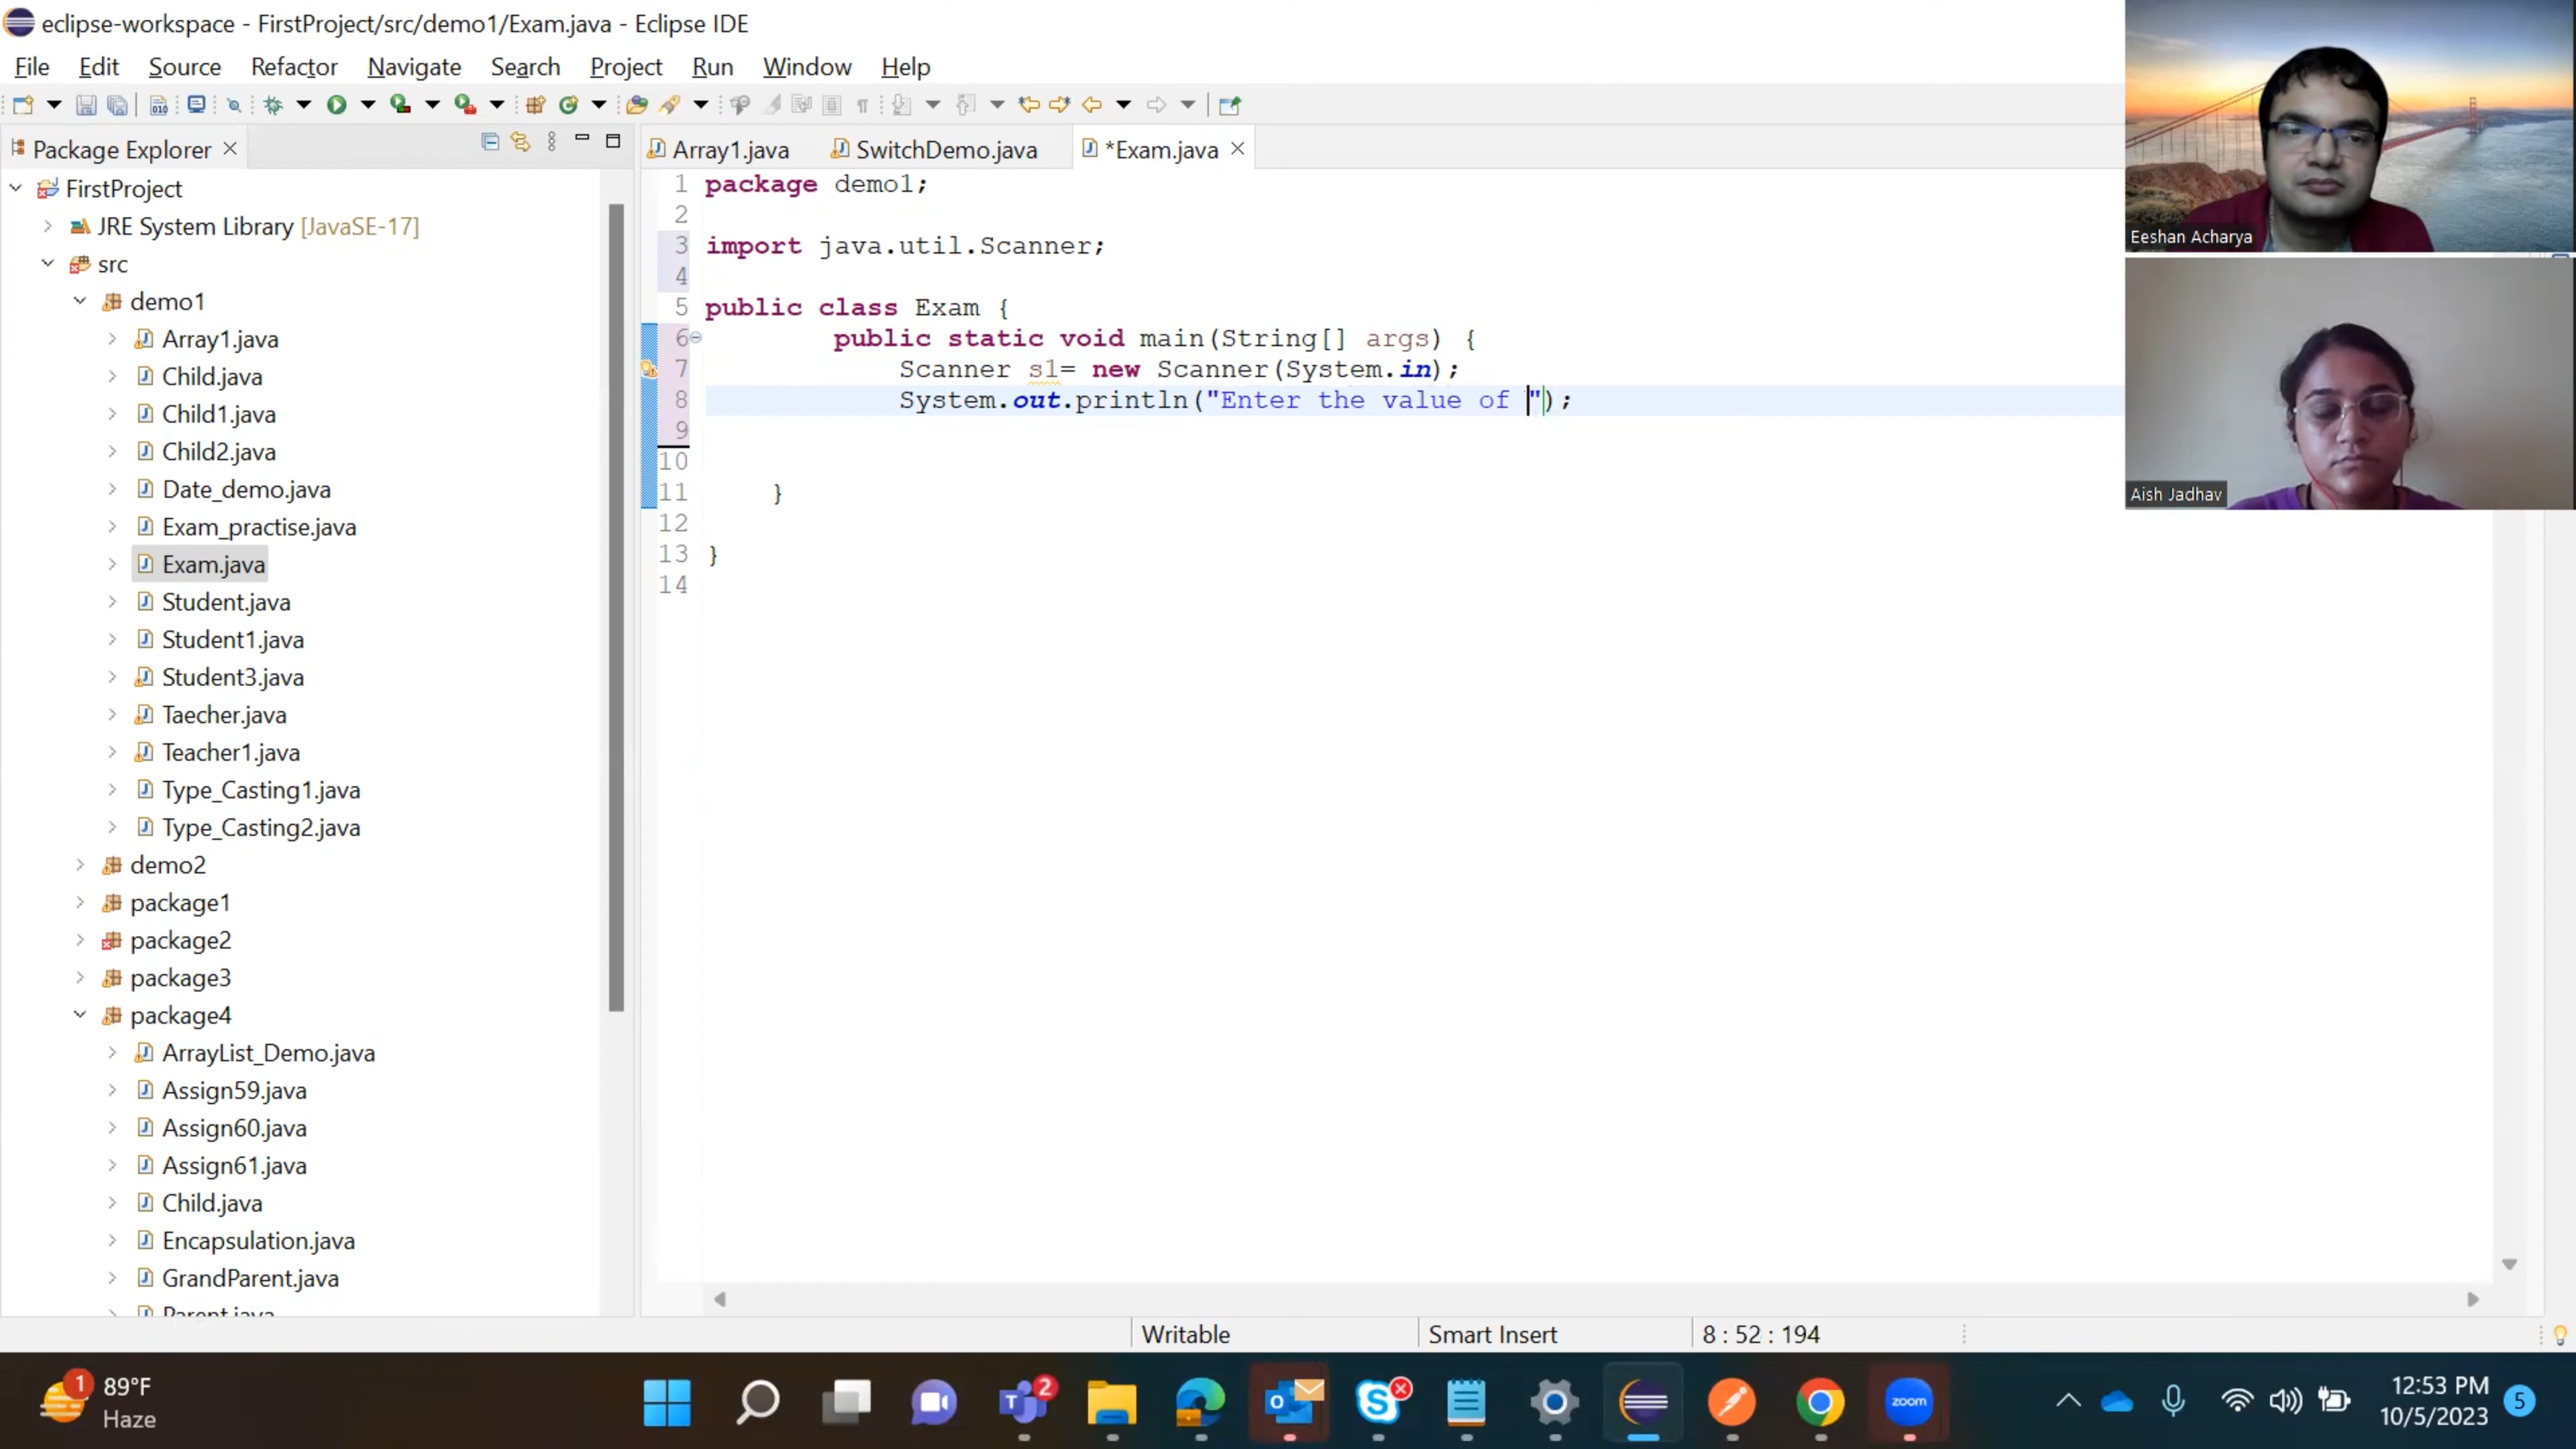 eclipse-workspace - FirstProject/src/demo1/Exam.java - Eclipse IDE
File Edit Source Refactor Navigate Search Project Run Window Help
Package Explorer
FirstProject
JRE System Library [JavaSE-17]
src
demo1
Array1.java
Child.java
Child1.java
Child2.java
Date_demo.java
Exam_practise.java
Exam.java
Student.java
Student1.java
Student3.java
Taecher.java
Teacher1.java
Type_Casting1.java
Type_Casting2.java
demo2
package1
package2
package3
package4
ArrayList_Demo.java
Assign59.java
Assign60.java
Assign61.java
Child.java
Encapsulation.java
GrandParent.java
Parent.java
Array1.java SwitchDemo.java *Exam.java
1 package demo1;
2
3 import java.util.Scanner;
4
5 public class Exam {
6 public static void main(String[] args) {
7 Scanner s1= new Scanner(System.in);
8 System.out.println("Enter the value of ");
9
10
11 }
12
13 }
14
Eeshan Acharya
Aish Jadhav
Writable Smart Insert 8 : 52 : 194
1
89°F
Haze
2
zoom
12:53 PM
10/5/2023
5